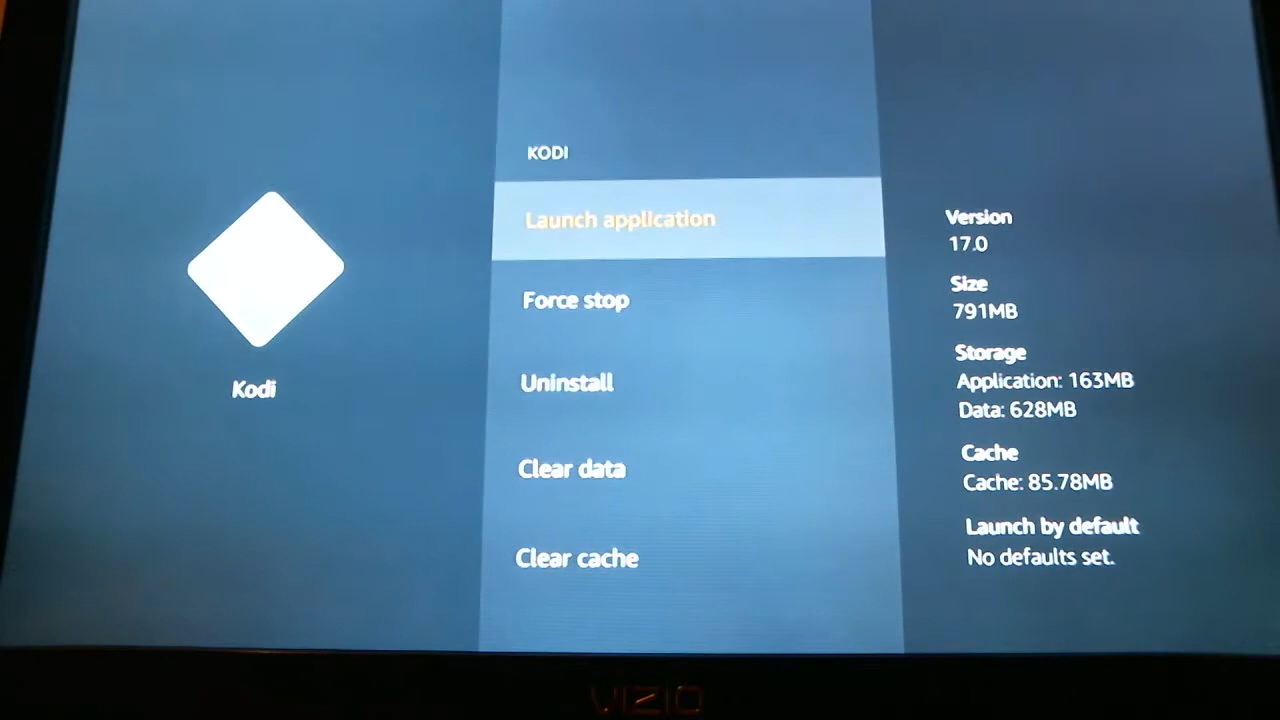 Kodi
KODI
Launch application
Force stop
Uninstall
Clear data
Clear cache
Version
17.0
Size
791MB
Storage
Application: 163MB
Data: 628MB
Cache
Cache: 85.78MB
Launch by default
No defaults set.
VIZIO